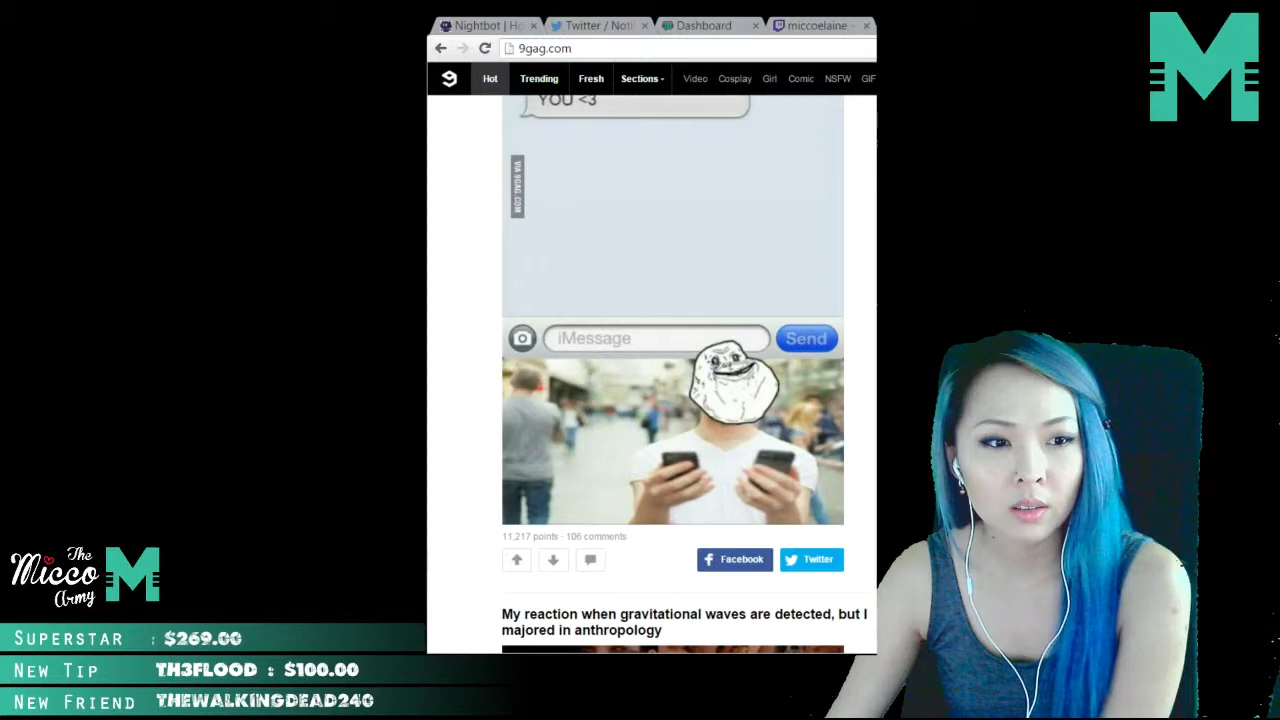 Nightbot | Ho
Twitter / Noti
Dashboard
miccoelaine
9gag.com
9
Hot
Trending
Fresh
Sections
Video
Cosplay
Girl
Comic
NSFW
GIF
M
YOU <3
VIA 9GAG.COM
iMessage
Send
11,217 points · 106 comments
Facebook
Twitter
My reaction when gravitational waves are detected, but I
majored in anthropology
The
Micco
Army
M
SUPERSTAR : $269.00
NEW TIP TH3FLOOD : $100.00
NEW FRIEND THEWALKINGDEAD240